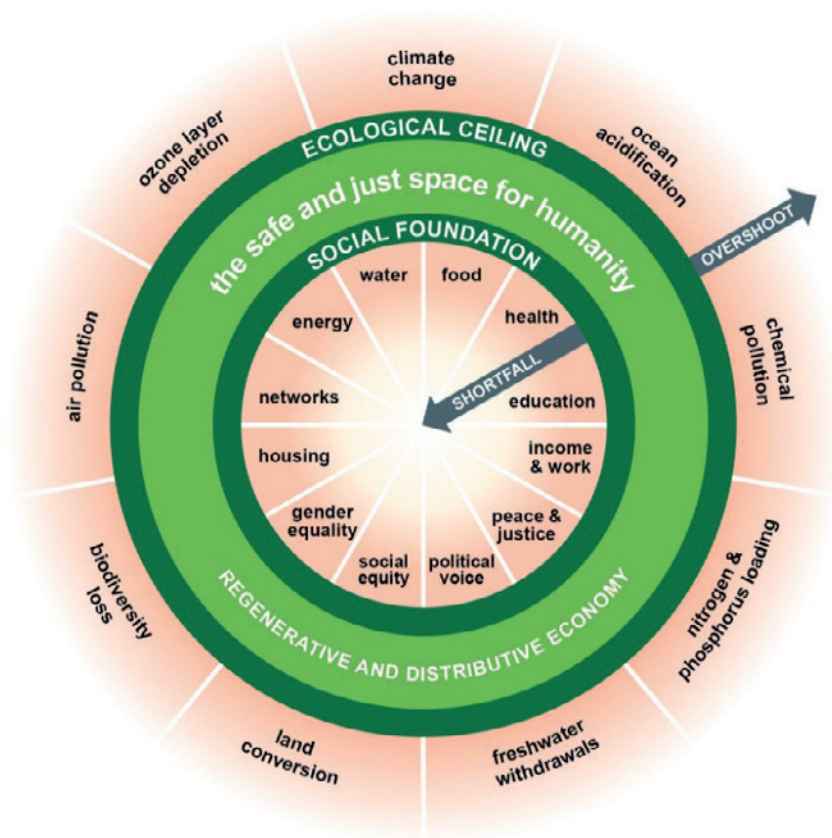 climate
change
ocean
acidification
OVERSHOOT
chemical
pollution
nitrogen &
phosphorus loading
freshwater
withdrawals
land
conversion
biodiversity
loss
air pollution
ozone layer
depletion
ECOLOGICAL CEILING
the safe and just space for humanity
SOCIAL FOUNDATION
water
food
health
SHORTFALL
education
income
& work
peace &
justice
political
voice
social
equity
gender
equality
housing
networks
energy
REGENERATIVE AND DISTRIBUTIVE ECONOMY